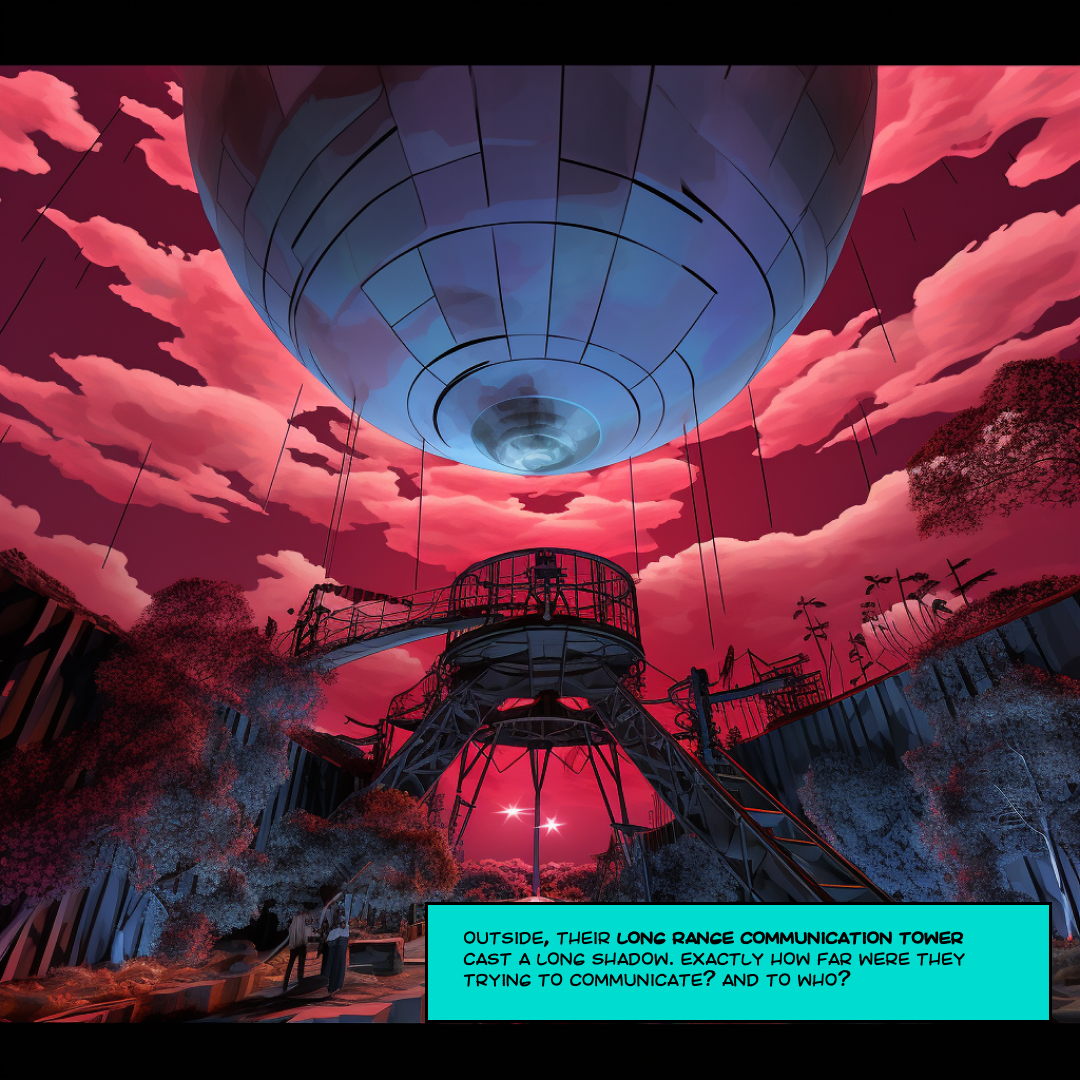 OUTSIDE, THEIR LONG RANGE COMMUNICATION TOWER
CAST A LONG SHADOW. EXACTLY HOW FAR WERE THEY
TRYING TO COMMUNICATE? AND TO WHO?